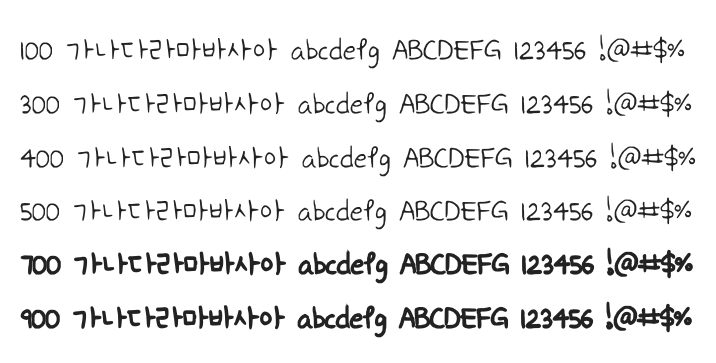 100 가나다라마바사아 abcdefg ABCDEFG 123456 !@#$%
300 가나다라마바사아 abcdefg ABCDEFG 123456 !@#$%
400 가나다라마바사아 abcdefg ABCDEFG 123456 !@#$%
500 가나다라마바사아 abcdefg ABCDEFG 123456 !@#$%
700 가나다라마바사아 abcdefg ABCDEFG 123456 !@#$%
900 가나다라마바사아 abcdefg ABCDEFG 123456 !@#$%